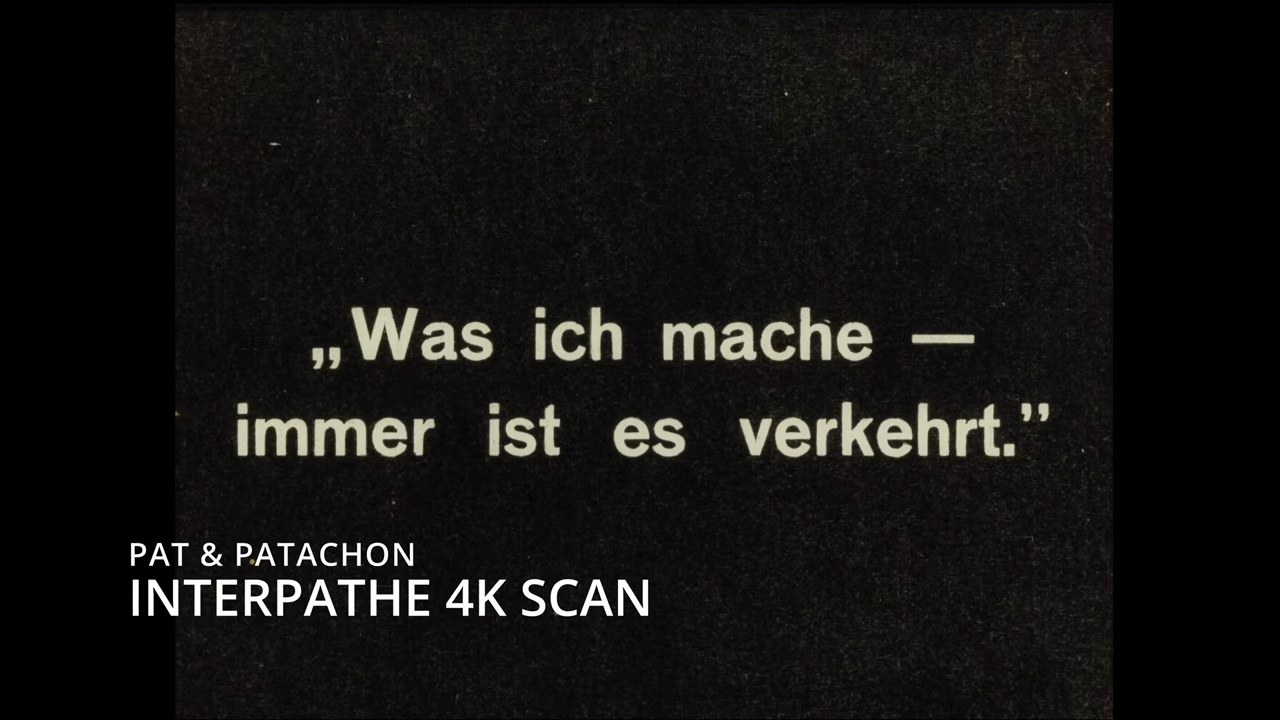 „Was ich mache —
immer ist es verkehrt.”
PAT & PATACHON
INTERPATHE 4K SCAN